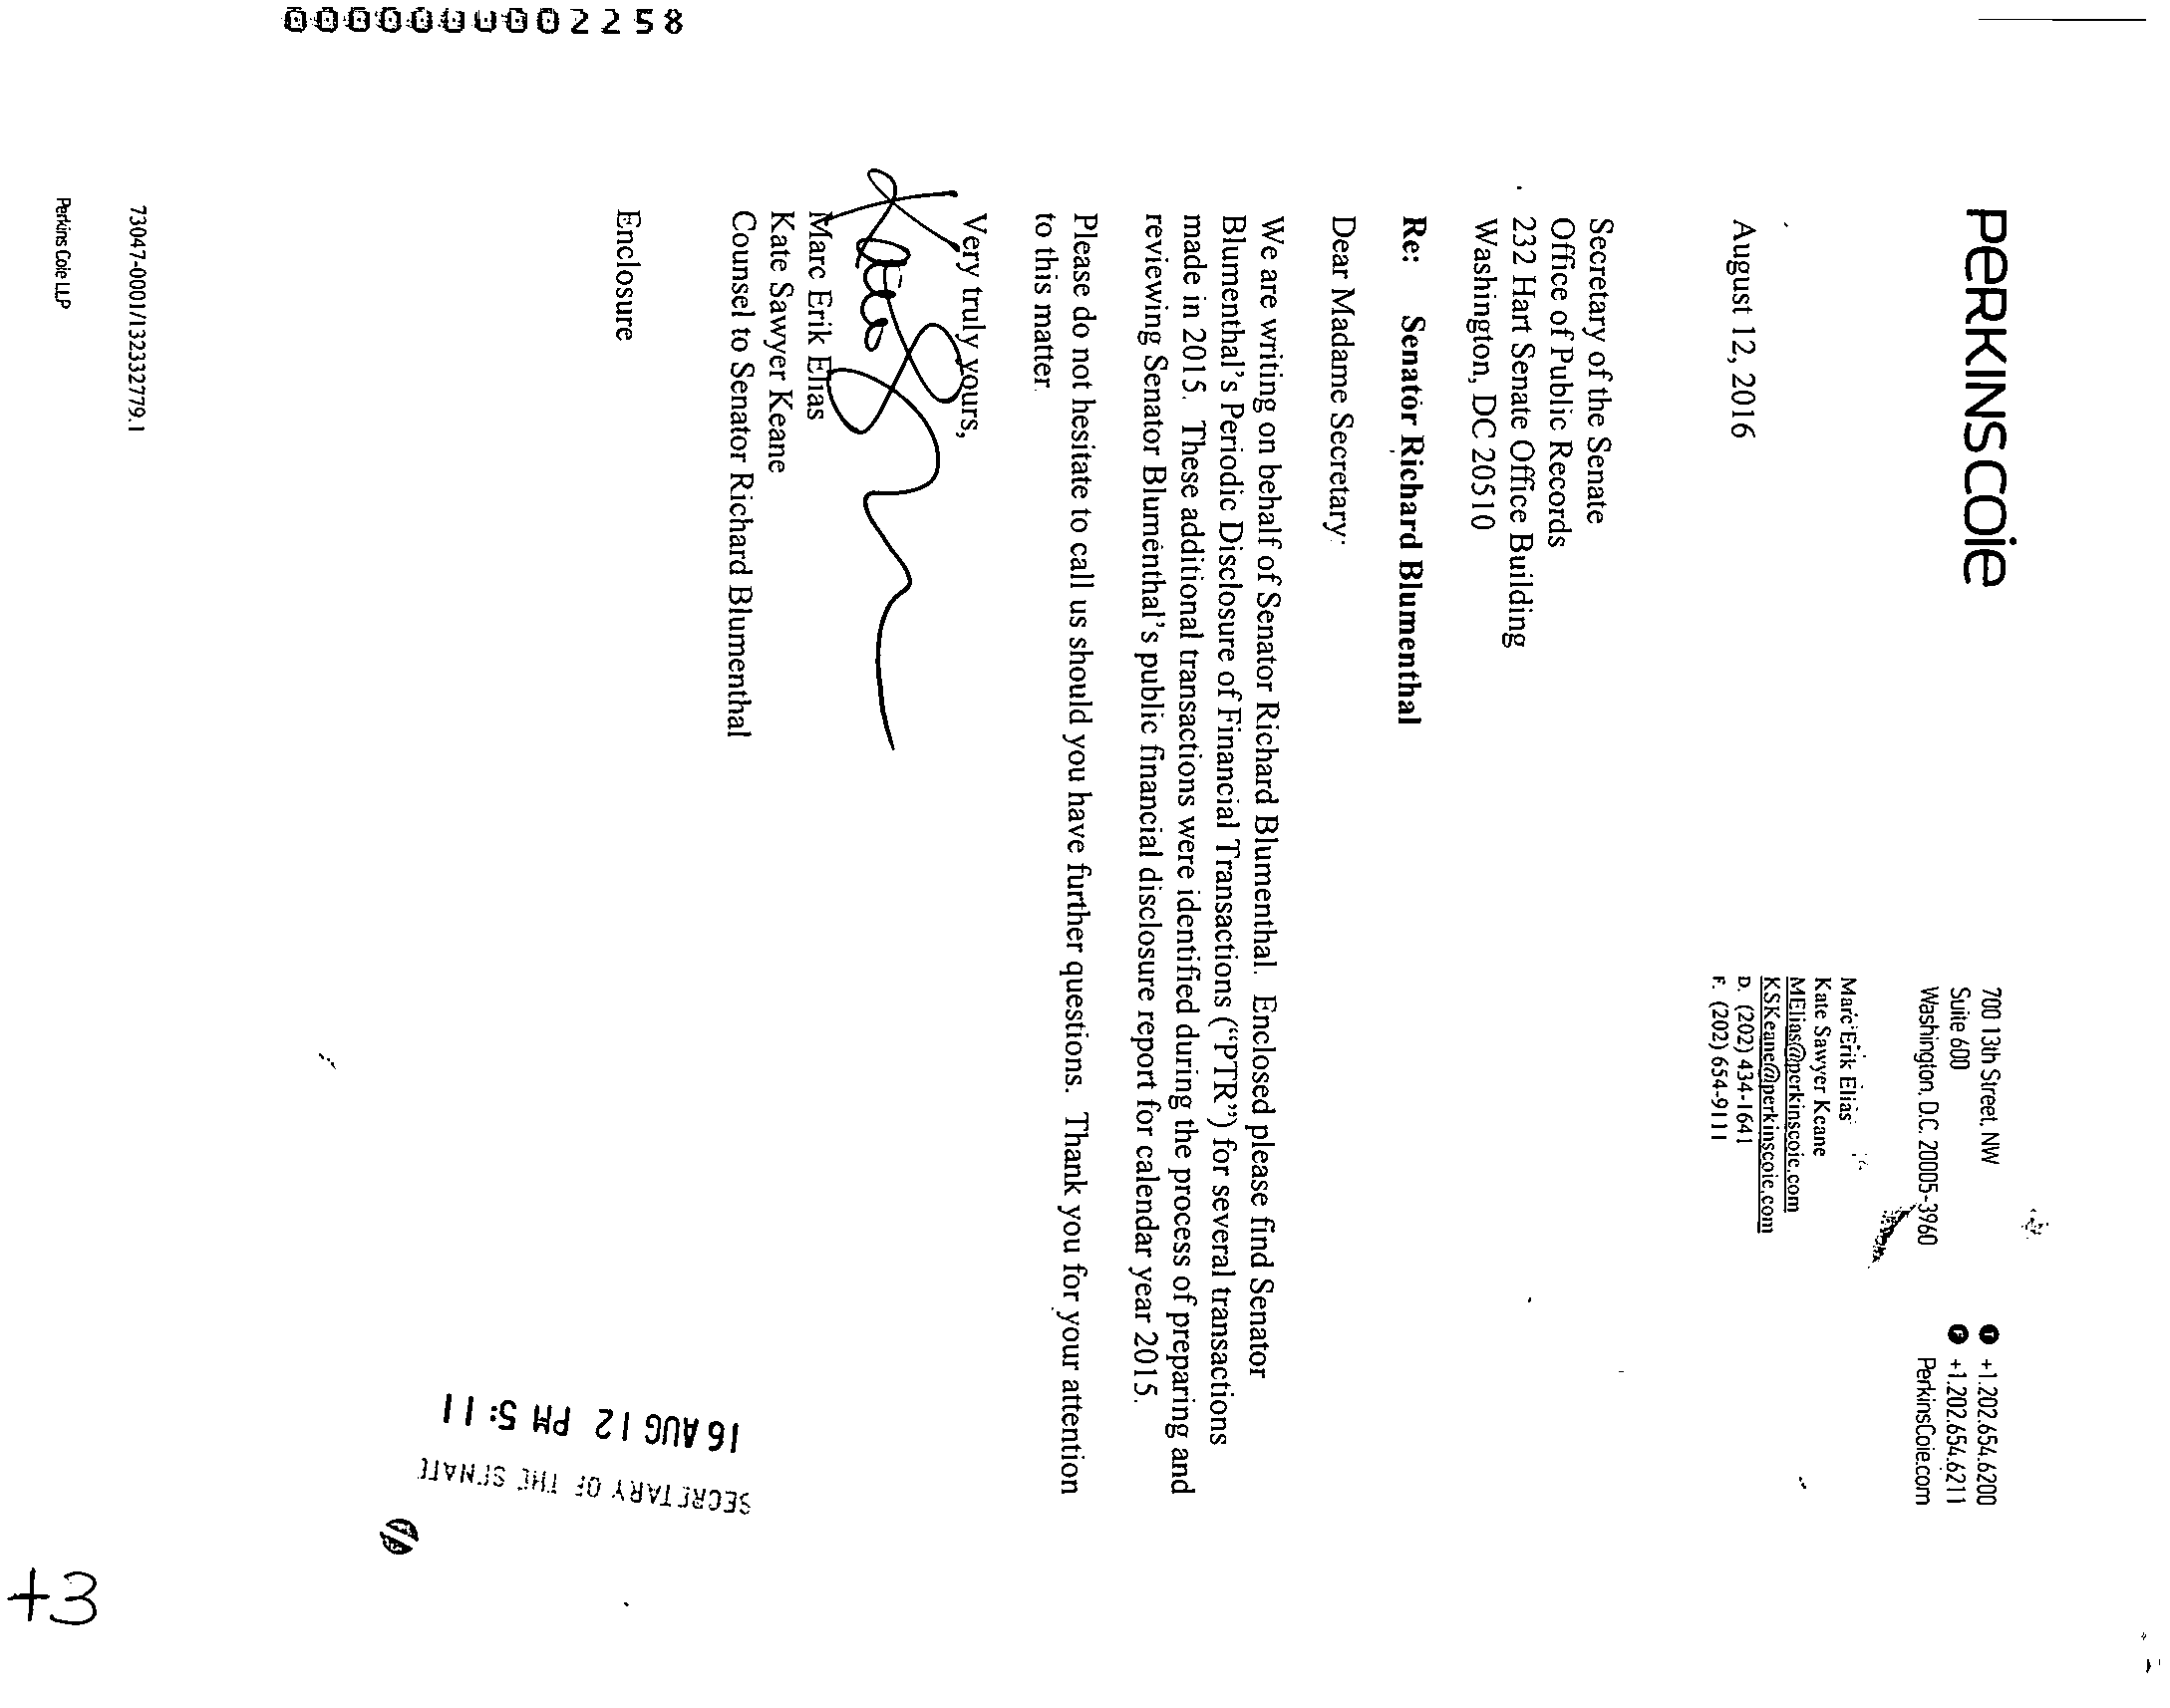 PERKINSCOIE
700 13th Street, NW
Suite 600
Washington, D.C. 20005-3960
T +1.202.654.6200
F +1.202.654.6211
PerkinsCoie.com
August 12, 2016
Marc Erik Elias
Kate Sawyer Keane
MElias@perkinscoie.com
KSKeane@perkinscoie.com
D. (202) 434-1641
F. (202) 654-9111
Secretary of the Senate
Office of Public Records
232 Hart Senate Office Building
Washington, DC 20510
Re: Senator Richard Blumenthal
Dear Madame Secretary:
We are writing on behalf of Senator Richard Blumenthal. Enclosed please find Senator
Blumenthal's Periodic Disclosure of Financial Transactions (“PTR”) for several transactions
made in 2015. These additional transactions were identified during the process of preparing and
reviewing Senator Blumenthal's public financial disclosure report for calendar year 2015.
Please do not hesitate to call us should you have further questions. Thank you for your attention
to this matter.
Very truly yours,
Marc Erik Elias
Kate Sawyer Keane
Counsel to Senator Richard Blumenthal
Enclosure
SECRETARY OF THE SENATE
16 AUG 12 PM 5:11
73047-0001/132332779.1
Perkins Coie LLP
000000002258
+3